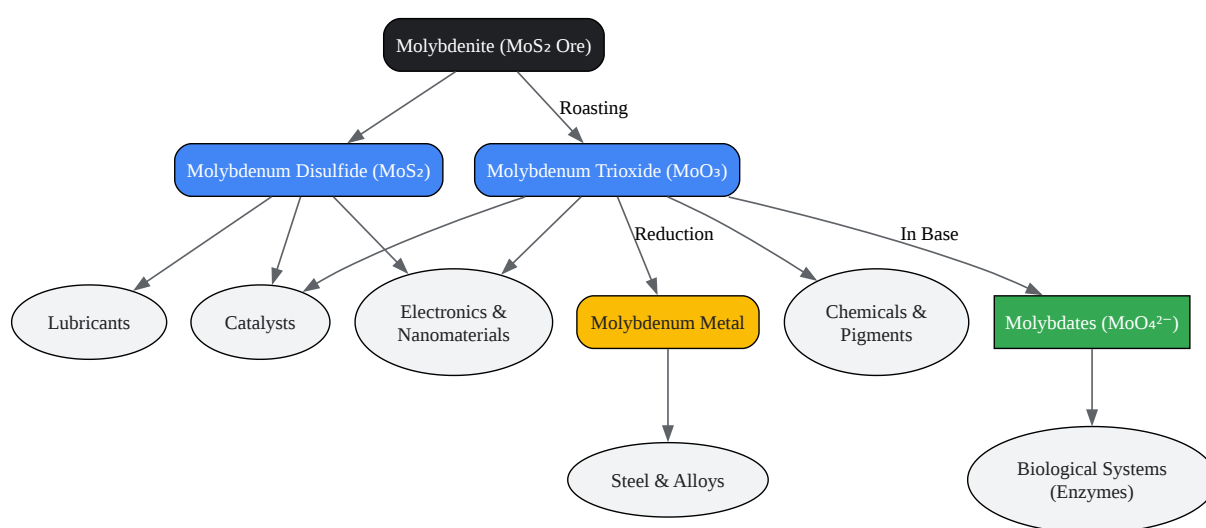 Molybdenite (MoS₂ Ore)
Roasting
Molybdenum Disulfide (MoS₂)
Molybdenum Trioxide (MoO₃)
Reduction
In Base
Lubricants
Catalysts
Electronics &
Nanomaterials
Molybdenum Metal
Chemicals &
Pigments
Molybdates (MoO₄²⁻)
Steel & Alloys
Biological Systems
(Enzymes)